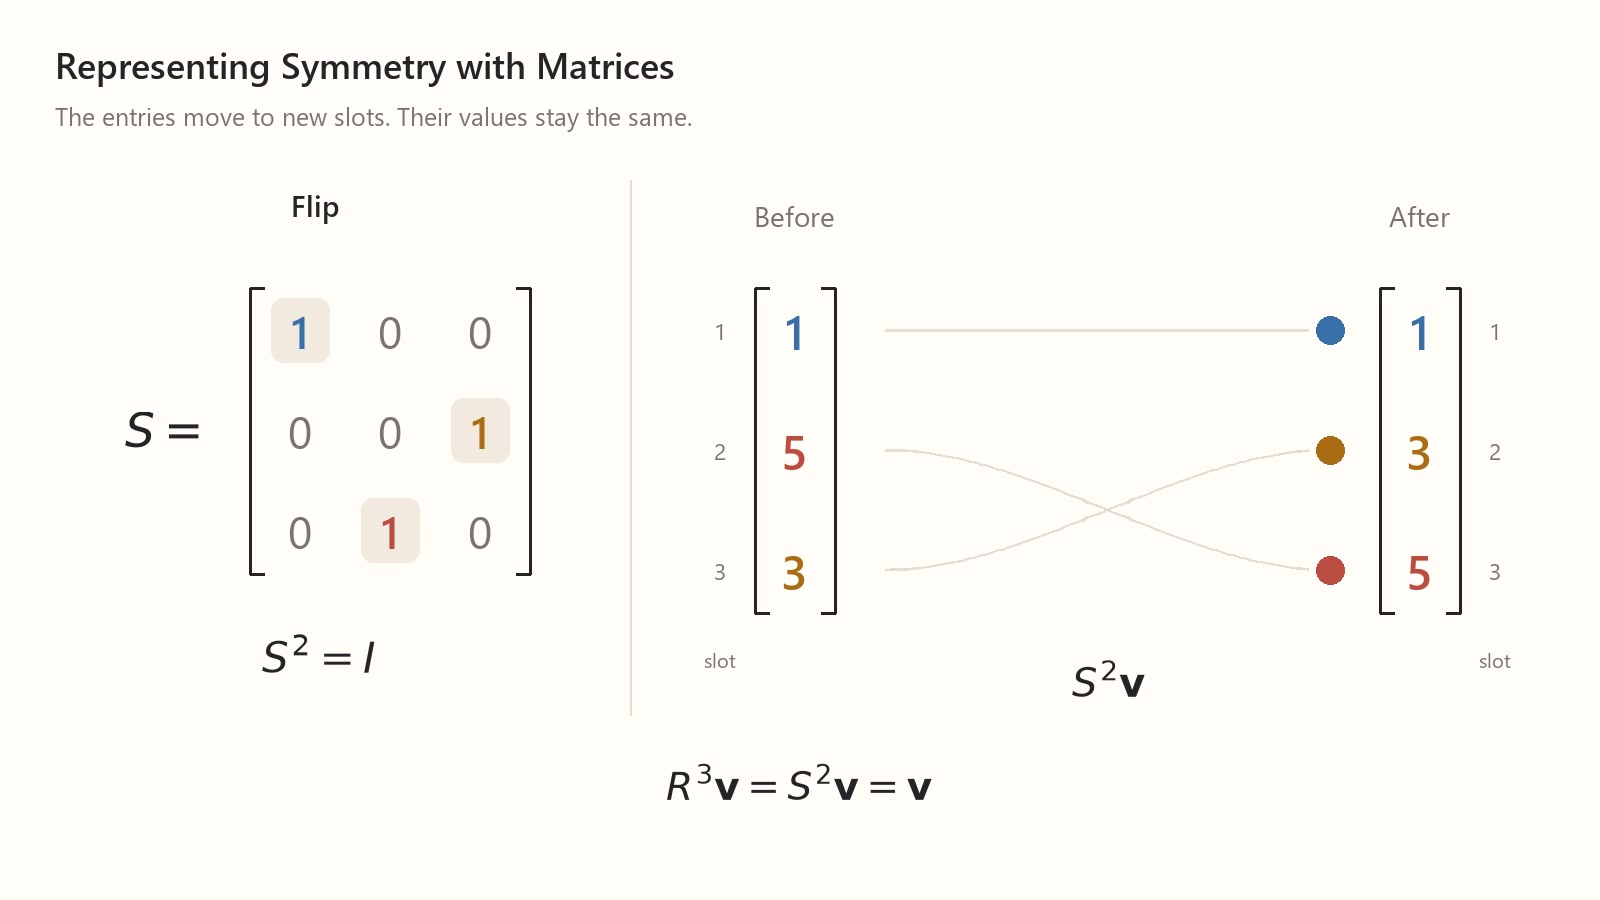 Representing Symmetry with Matrices
The entries move to new slots. Their values stay the same.
Flip
S =
1 0 0
0 0 1
0 1 0
S² = I
Before
After
1 1 1 1
2 5 3 2
3 3 5 3
slot
slot
S²v
R³v = S²v = v